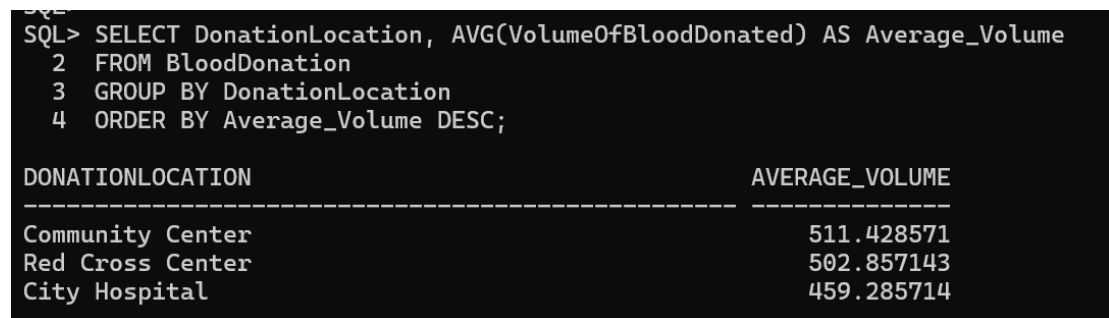 SQL>
SQL> SELECT DonationLocation, AVG(VolumeOfBloodDonated) AS Average_Volume
  2  FROM BloodDonation
  3  GROUP BY DonationLocation
  4  ORDER BY Average_Volume DESC;

DONATIONLOCATION                                   AVERAGE_VOLUME
-------------------------------------------------- --------------
Community Center                                       511.428571
Red Cross Center                                       502.857143
City Hospital                                          459.285714